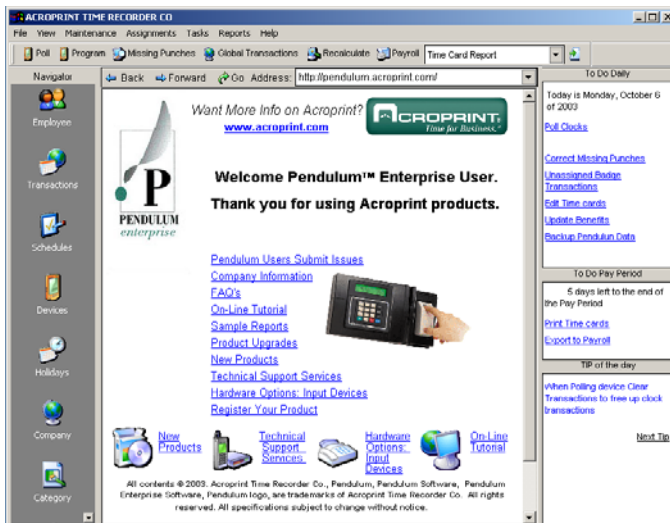 ACROPRINT TIME RECORDER CO
File View Maintenance Assignments Tasks Reports Help
Poll Program Missing Punches Global Transactions Recalculate Payroll Time Card Report
Navigator
Back Forward Go Address: http://pendulum.acroprint.com/
To Do Daily
Employee
Transactions
Schedules
Devices
Holidays
Company
Category
Want More Info on Acroprint?
www.acroprint.com
ACROPRINT
Time for Business.
P
PENDULUM
enterprise
Welcome Pendulum™ Enterprise User.
Thank you for using Acroprint products.
Pendulum Users Submit Issues
Company Information
FAQ's
On-Line Tutorial
Sample Reports
Product Upgrades
New Products
Technical Support Services
Hardware Options: Input Devices
Register Your Product
New
Products
Technical
Support
Services
Hardware
Options:
Input
Devices
On-Line
Tutorial
All contents © 2003. Acroprint Time Recorder Co., Pendulum, Pendulum Software, Pendulum
Enterprise Software, Pendulum logo, are trademarks of Acroprint Time Recorder Co. All rights
reserved. All specifications subject to change without notice.
Today is Monday, October 6
of 2003
Poll Clocks
Correct Missing Punches
Unassigned Badge
Transactions
Edit Time cards
Update Benefits
Backup Pendulun Data
To Do Pay Period
5 days left to the end of
the Pay Period
Print Time cards
Export to Payroll
TIP of the day
When Polling device Clear
Transactions to free up clock
transactions
Next Tip